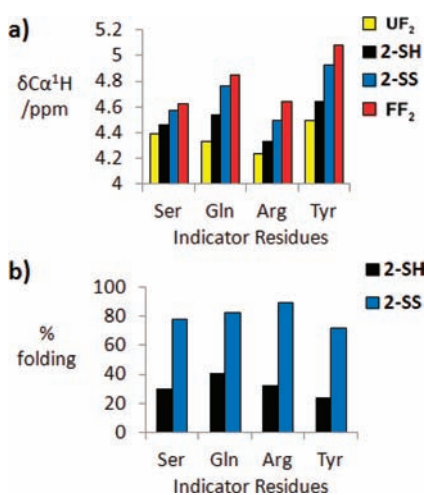 a)
5.2
5
4.8
4.6
4.4
4.2
4
δCα¹H
/ppm
Ser Gln Arg Tyr
Indicator Residues
UF₂
2-SH
2-SS
FF₂
b)
100
80
60
40
20
0
%
folding
Ser Gln Arg Tyr
Indicator Residues
2-SH
2-SS